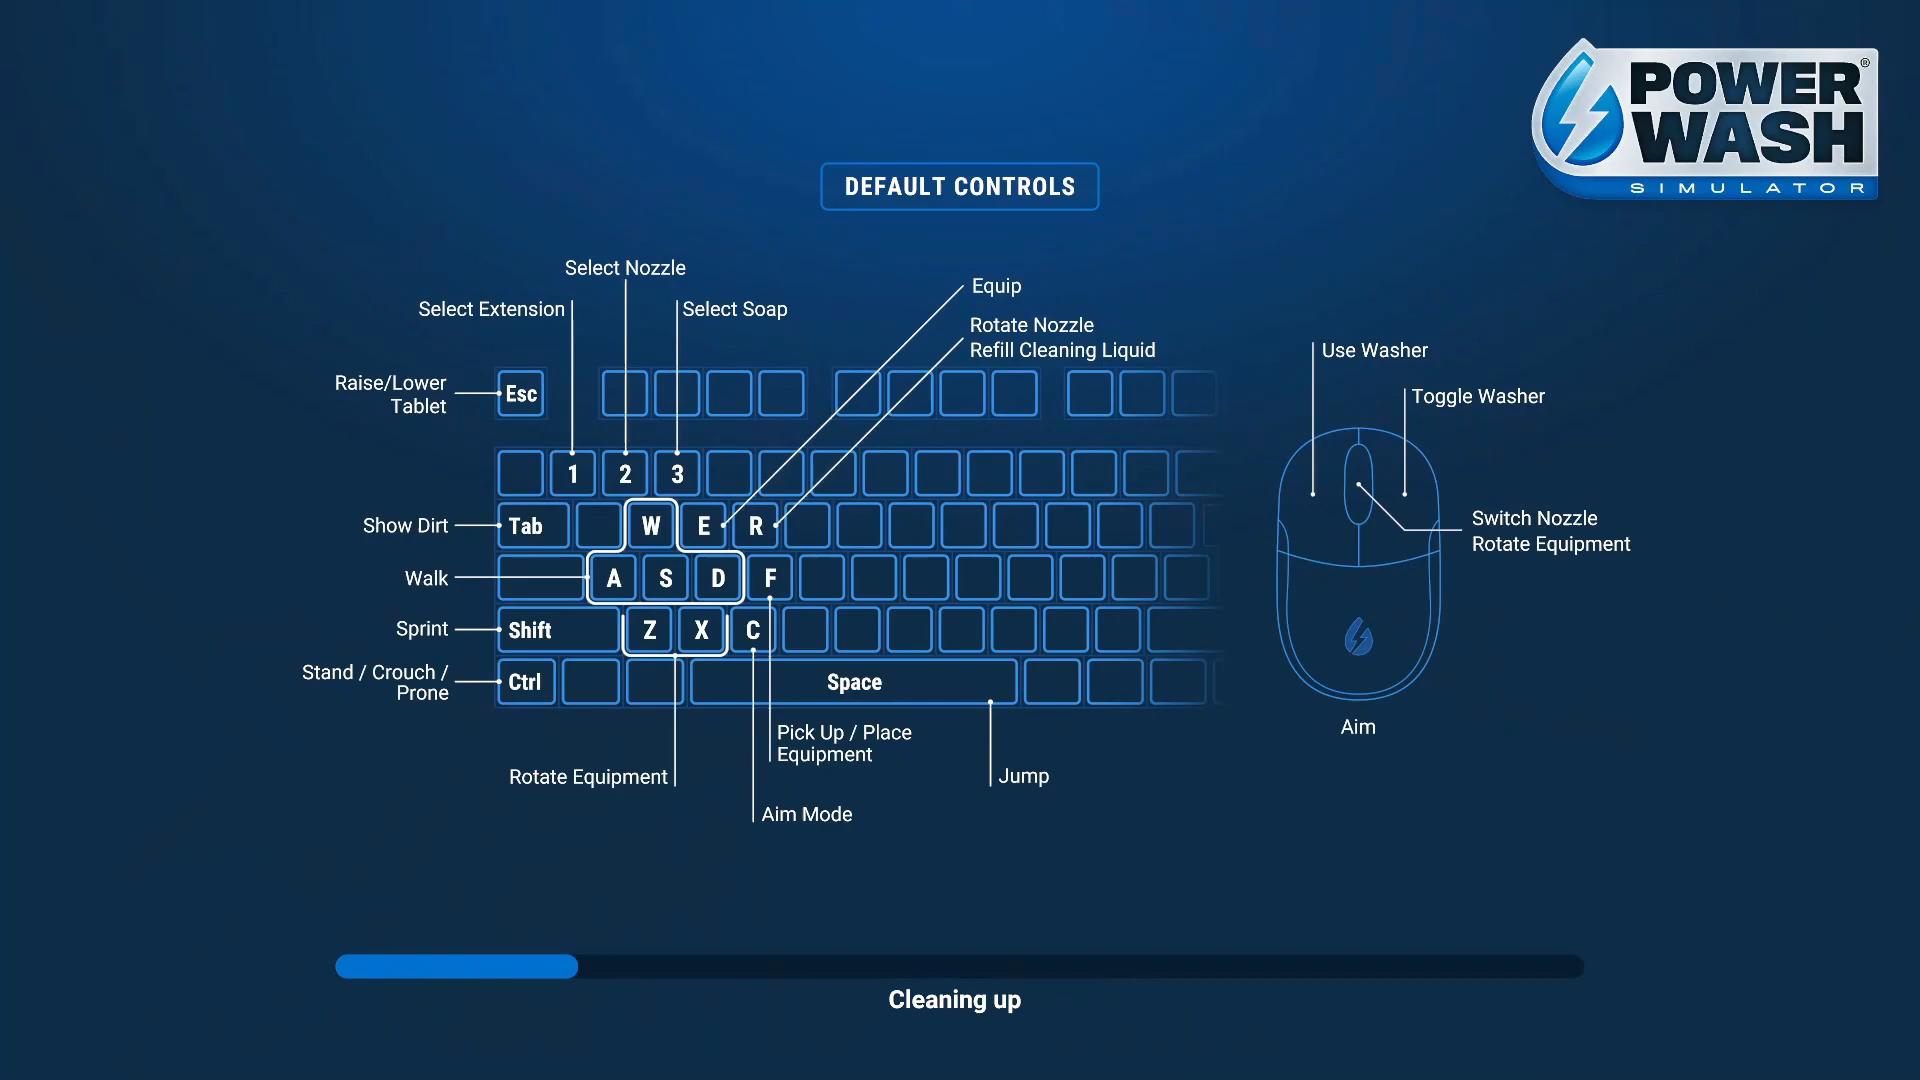 POWER®
WASH
SIMULATOR
DEFAULT CONTROLS
Select Nozzle
Select Extension
Select Soap
Equip
Rotate Nozzle
Refill Cleaning Liquid
Raise/Lower
Tablet
Esc
1 2 3
Show Dirt
Tab W E R
Walk
A S D F
Sprint
Shift Z X C
Stand / Crouch /
Prone
Ctrl Space
Pick Up / Place
Equipment
Rotate Equipment
Jump
Aim Mode
Use Washer
Toggle Washer
Switch Nozzle
Rotate Equipment
Aim
Cleaning up